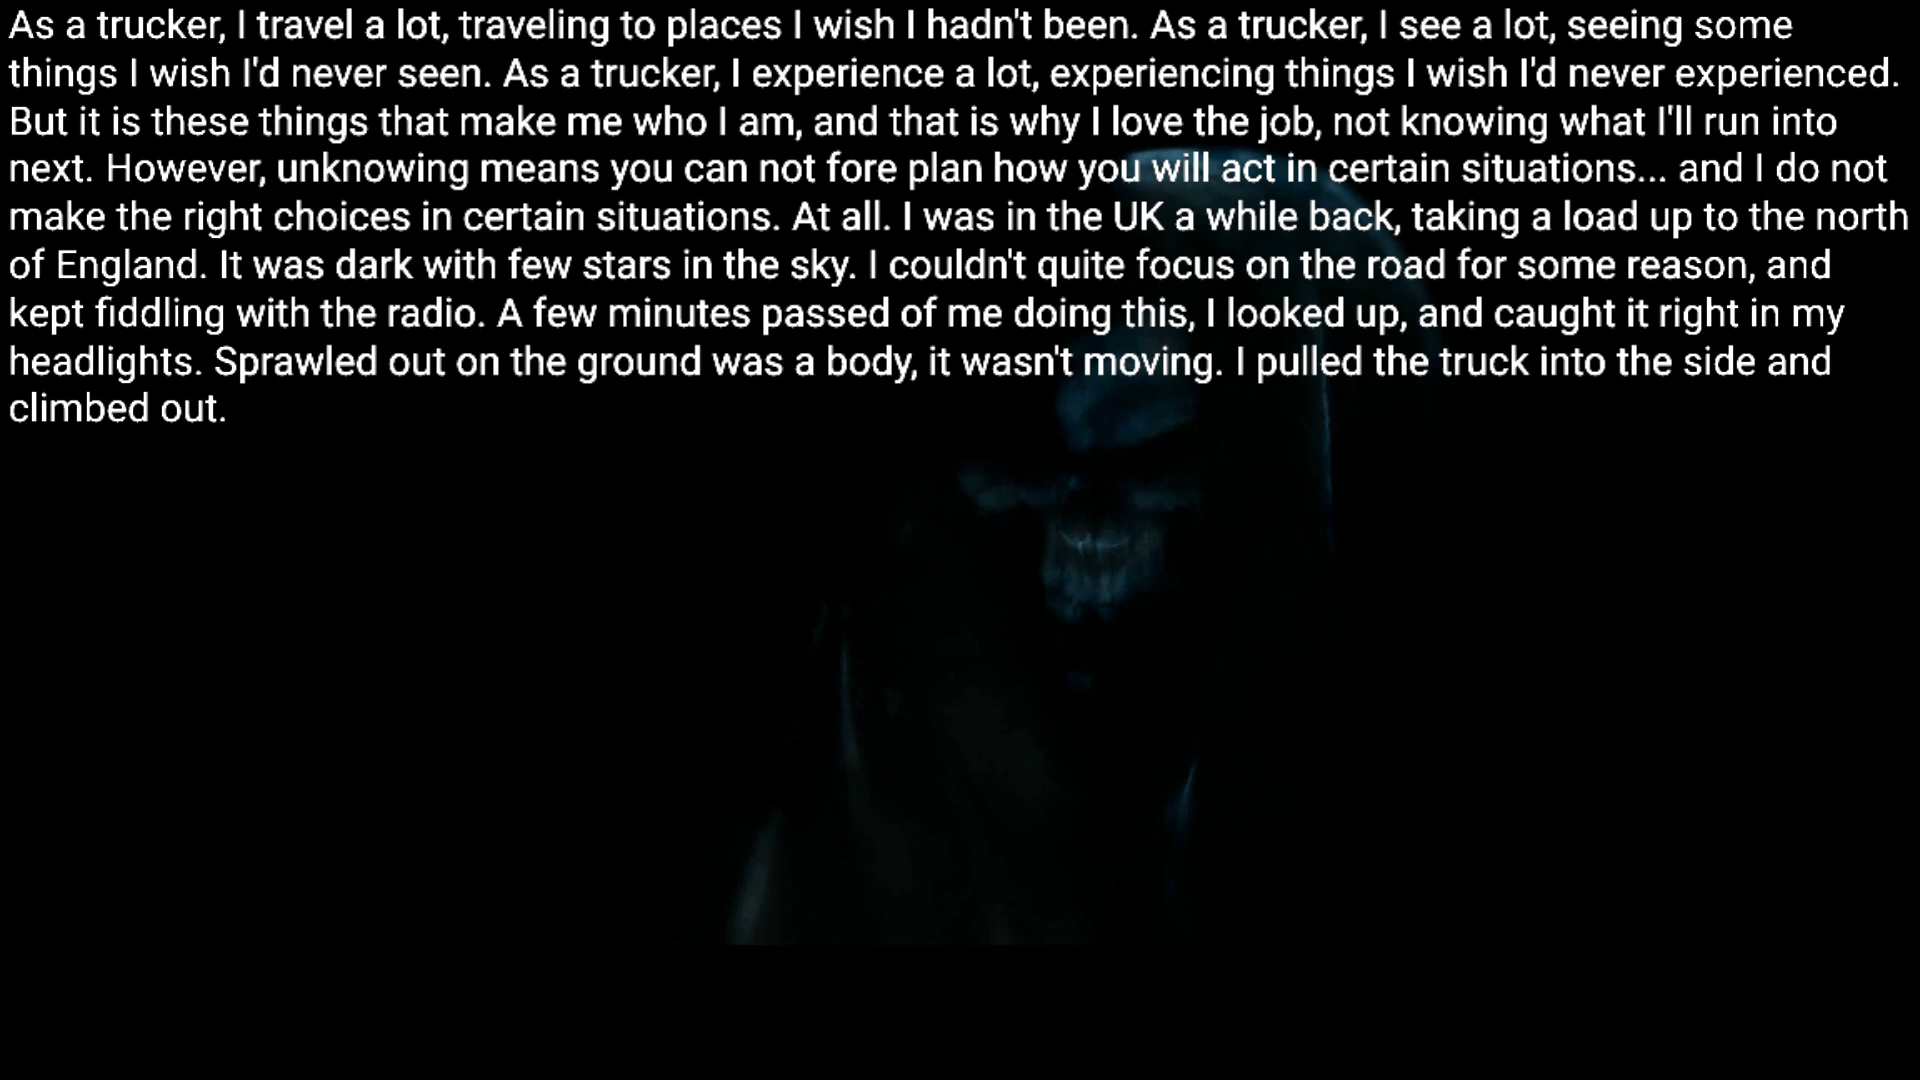 As a trucker, I travel a lot, traveling to places I wish I hadn't been. As a trucker, I see a lot, seeing some
things I wish I'd never seen. As a trucker, I experience a lot, experiencing things I wish I'd never experienced.
But it is these things that make me who I am, and that is why I love the job, not knowing what I'll run into
next. However, unknowing means you can not fore plan how you will act in certain situations... and I do not
make the right choices in certain situations. At all. I was in the UK a while back, taking a load up to the north
of England. It was dark with few stars in the sky. I couldn't quite focus on the road for some reason, and
kept fiddling with the radio. A few minutes passed of me doing this, I looked up, and caught it right in my
headlights. Sprawled out on the ground was a body, it wasn't moving. I pulled the truck into the side and
climbed out.